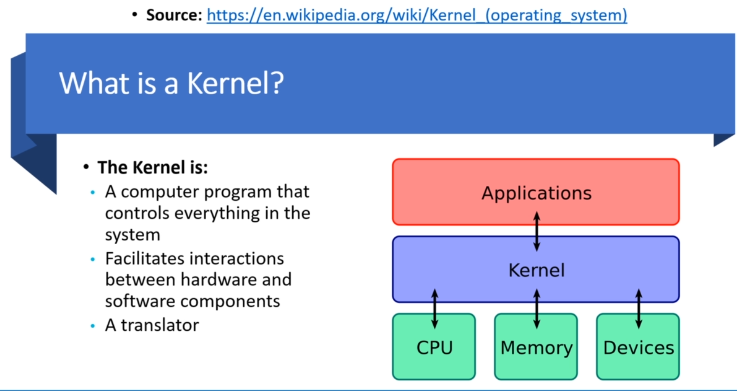 • Source: https://en.wikipedia.org/wiki/Kernel_(operating_system)
What is a Kernel?
• The Kernel is:
• A computer program that
controls everything in the
system
• Facilitates interactions
between hardware and
software components
• A translator
Applications
Kernel
CPU
Memory
Devices